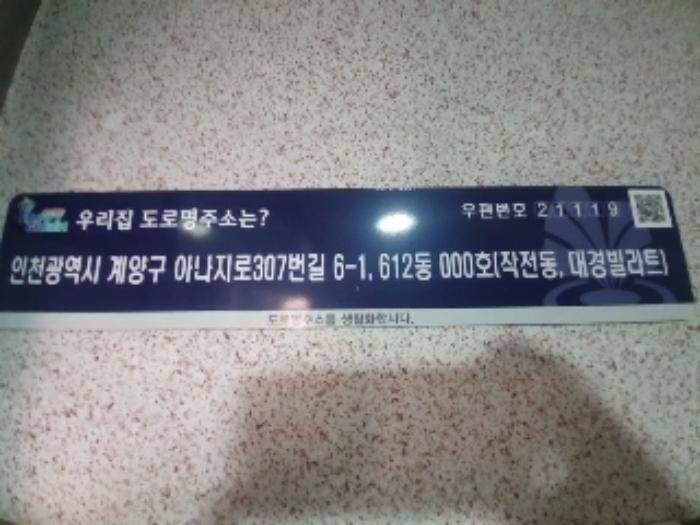 우리집 도로명주소는?
우편번호 21119
인천광역시 계양구 아나지로307번길 6-1, 612동 000호(작전동, 대경빌라트)
도로명주소를 생활화합시다.